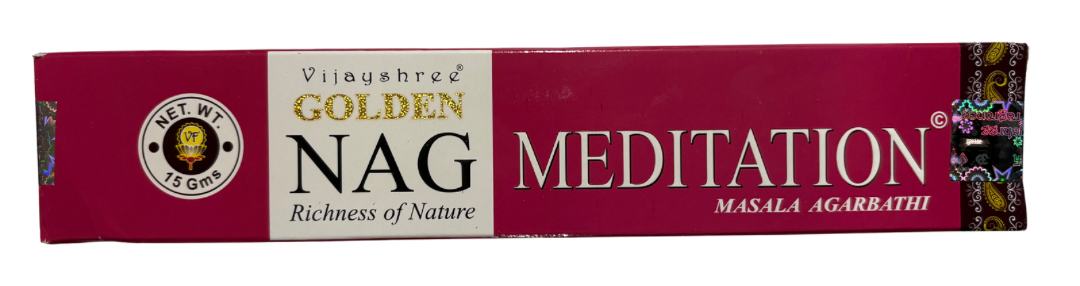 NET. WT.
VF
15 Gms
Vijayshree®
GOLDEN
NAG
Richness of Nature
MEDITATION©
MASALA AGARBATHI